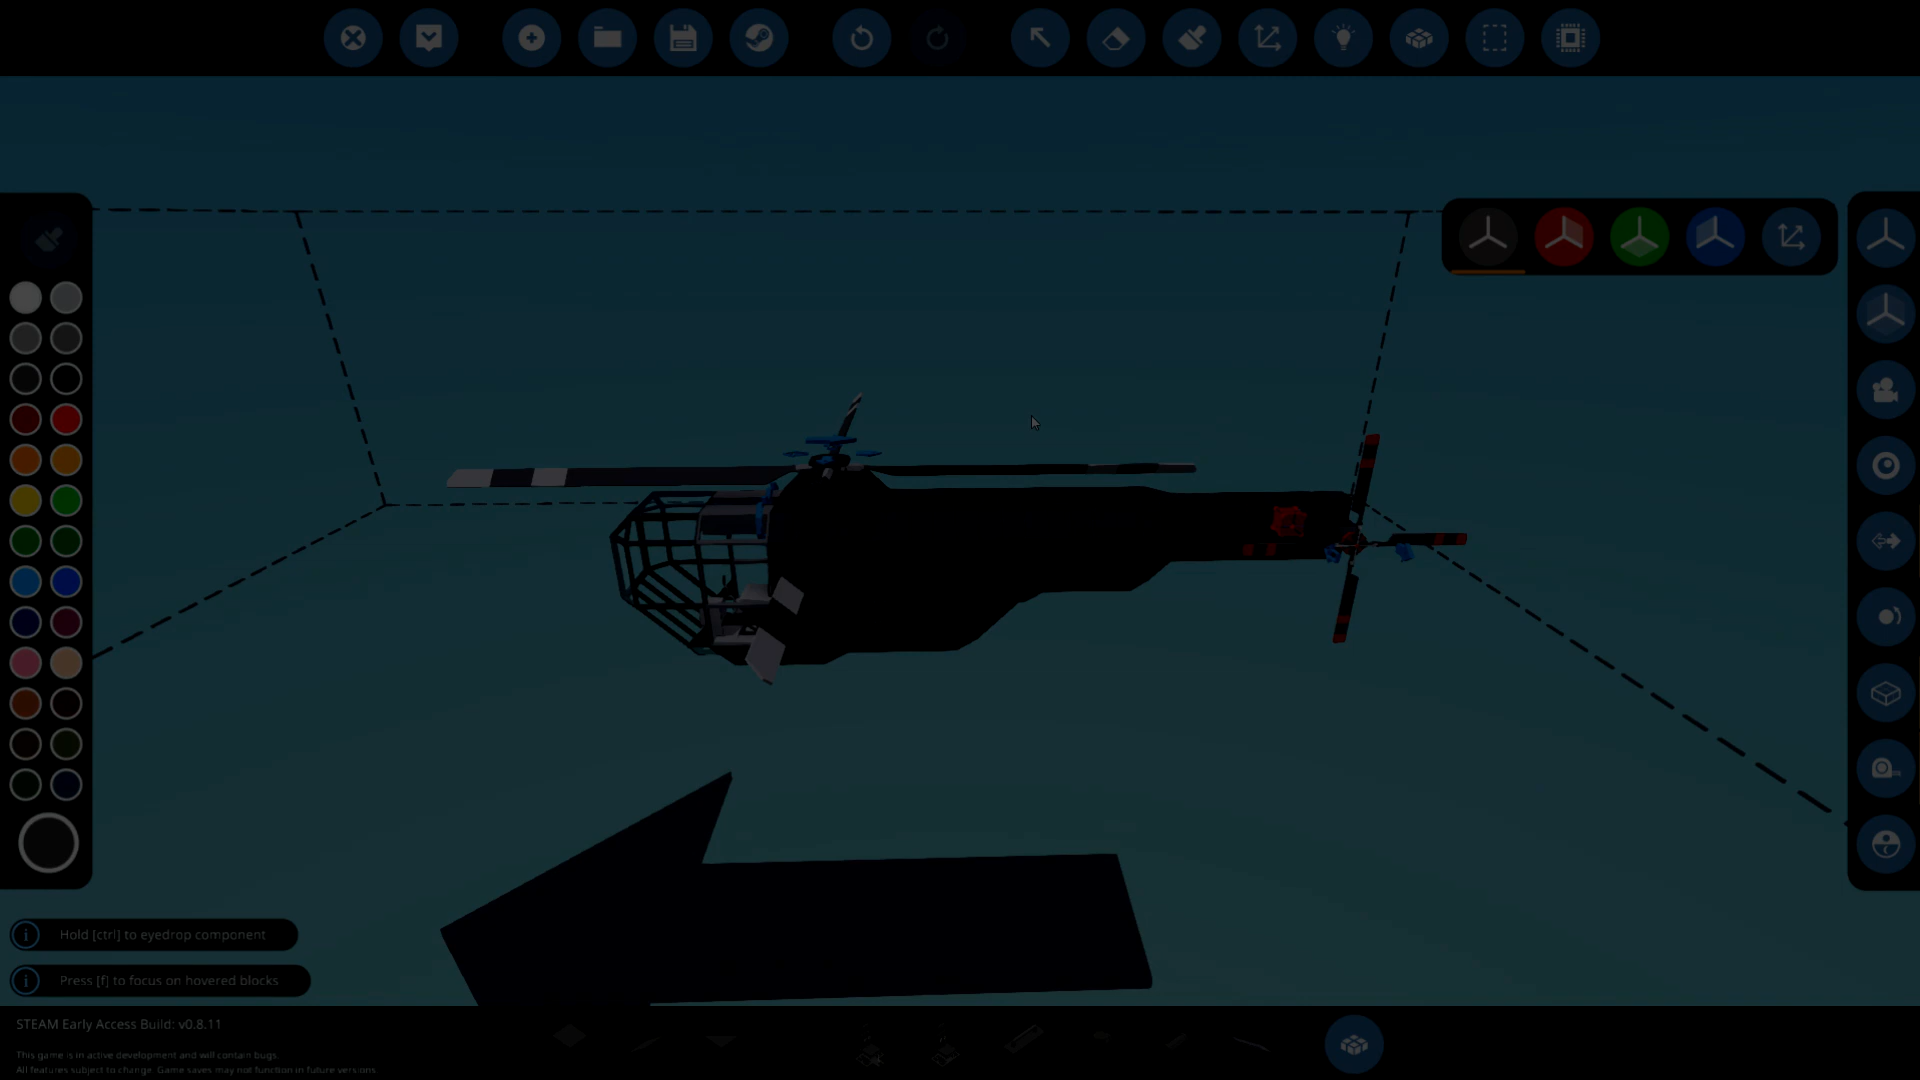 Hold [ctrl] to eyedrop component
Press [f] to focus on hovered blocks
STEAM Early Access Build: v0.8.11
This game is in active development and will contain bugs.
All features subject to change. Game saves may not function in future versions.